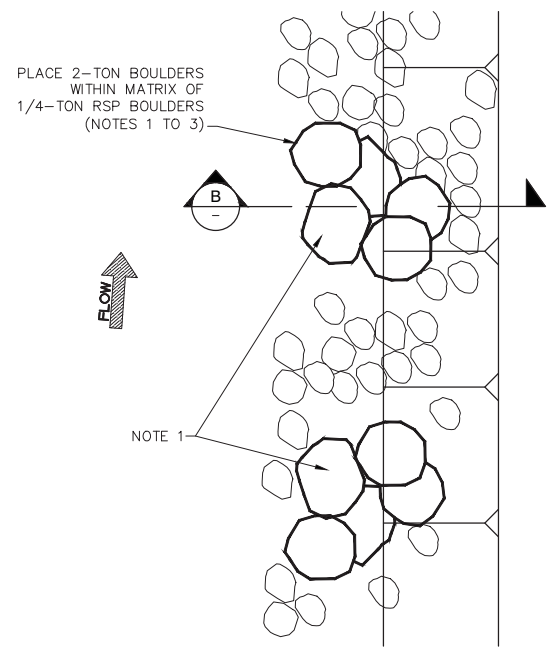 PLACE 2-TON BOULDERS
WITHIN MATRIX OF
1/4-TON RSP BOULDERS
(NOTES 1 TO 3)
B
-
FLOW
NOTE 1